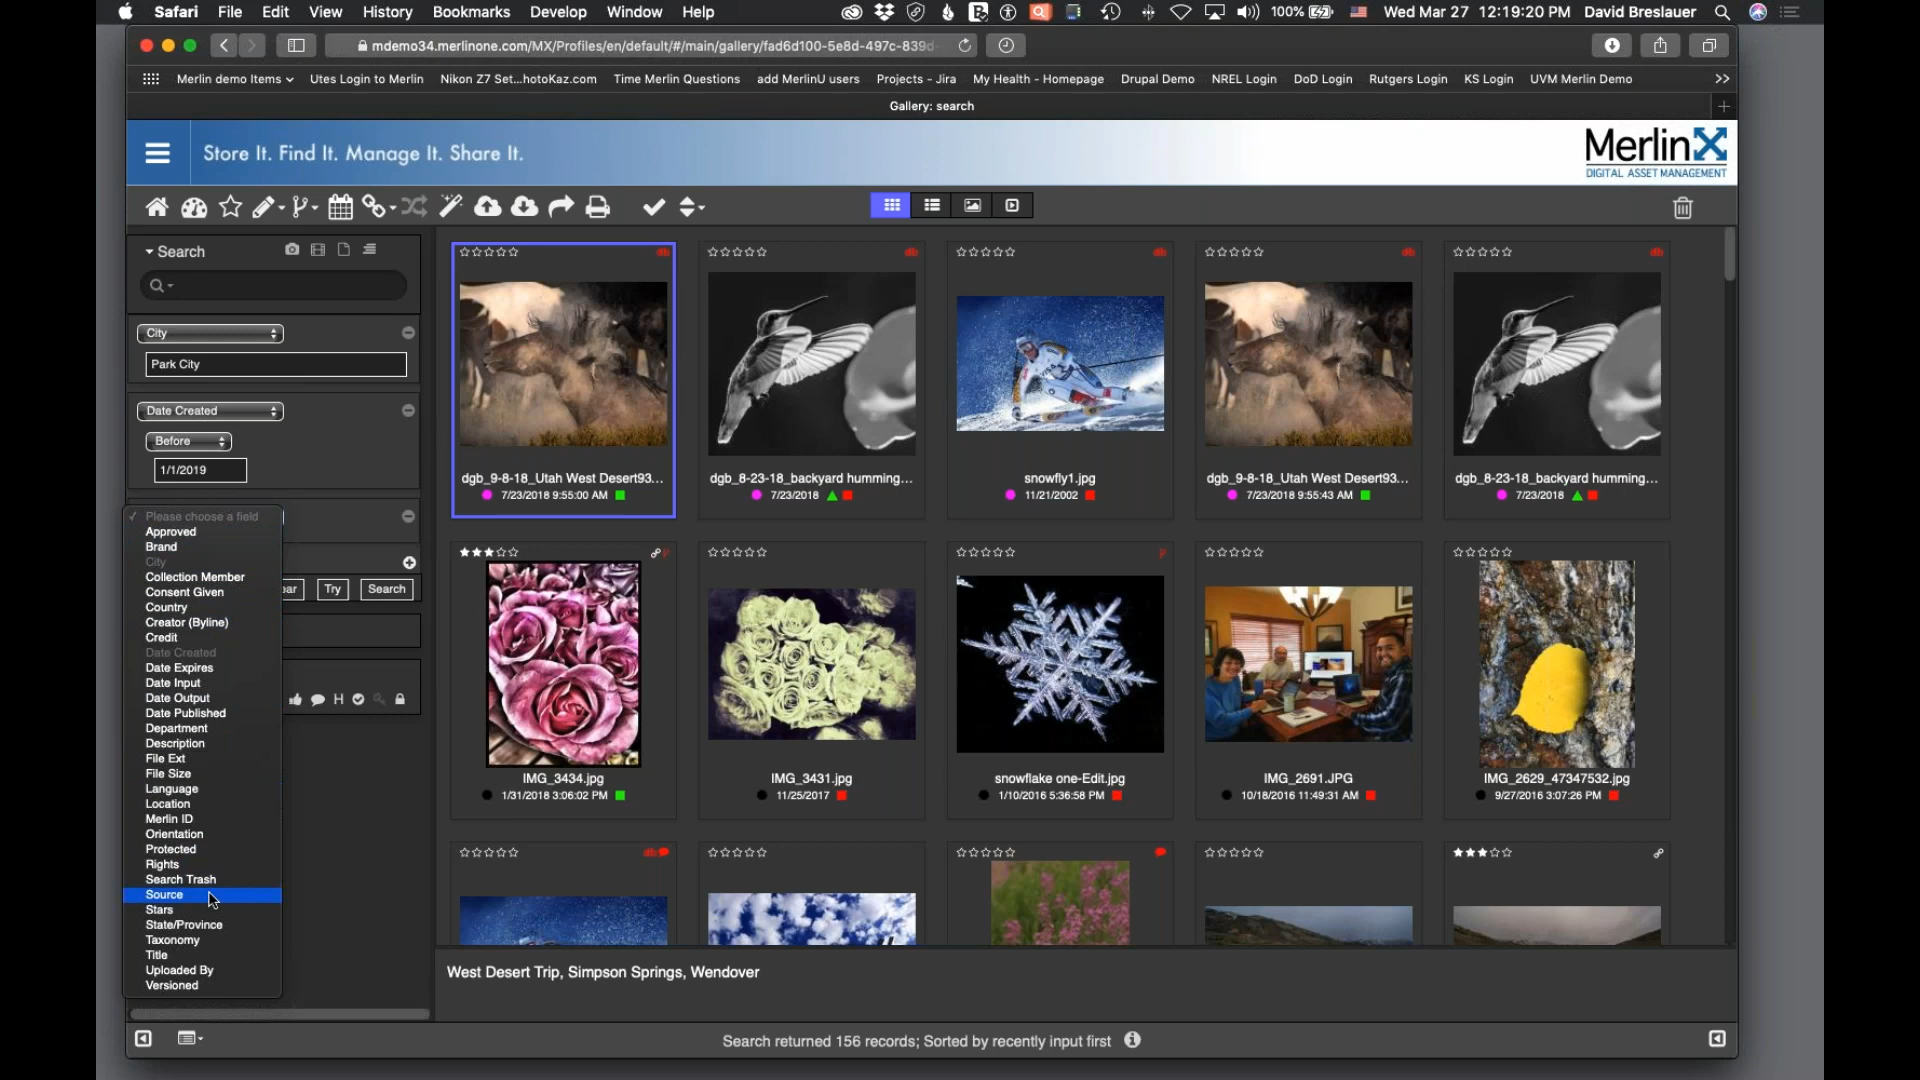 Safari File Edit View History Bookmarks Develop Window Help 100% Wed Mar 27 12:19:20 PM David Breslauer
mdemo34.merlinone.com/MX/Profiles/en/default/#/main/gallery/fad6d100-5e8d-497c-839d-
Merlin demo Items Utes Login to Merlin Nikon Z7 Set...hotoKaz.com Time Merlin Questions add MerlinU users Projects - Jira My Health - Homepage Drupal Demo NREL Login DoD Login Rutgers Login KS Login UVM Merlin Demo
Gallery: search
Store It. Find It. Manage It. Share It.
MerlinX
DIGITAL ASSET MANAGEMENT
Search
City
Park City
Date Created
Before
1/1/2019
Please choose a field
Approved
Brand
City
Collection Member
Consent Given
Country
Creator (Byline)
Credit
Date Created
Date Expires
Date Input
Date Output
Date Published
Department
Description
File Ext
File Size
Language
Location
Merlin ID
Orientation
Protected
Rights
Search Trash
Source
Stars
State/Province
Taxonomy
Title
Uploaded By
Versioned
ear Try Search
H
dgb_9-8-18_Utah West Desert93...
7/23/2018 9:55:00 AM
dgb_8-23-18_backyard humming...
7/23/2018
snowfly1.jpg
11/21/2002
dgb_9-8-18_Utah West Desert93...
7/23/2018 9:55:43 AM
dgb_8-23-18_backyard humming...
7/23/2018
IMG_3434.jpg
1/31/2018 3:06:02 PM
IMG_3431.jpg
11/25/2017
snowflake one-Edit.jpg
1/10/2016 5:36:58 PM
IMG_2691.JPG
10/18/2016 11:49:31 AM
IMG_2629_47347532.jpg
9/27/2016 3:07:26 PM
West Desert Trip, Simpson Springs, Wendover
Search returned 156 records; Sorted by recently input first